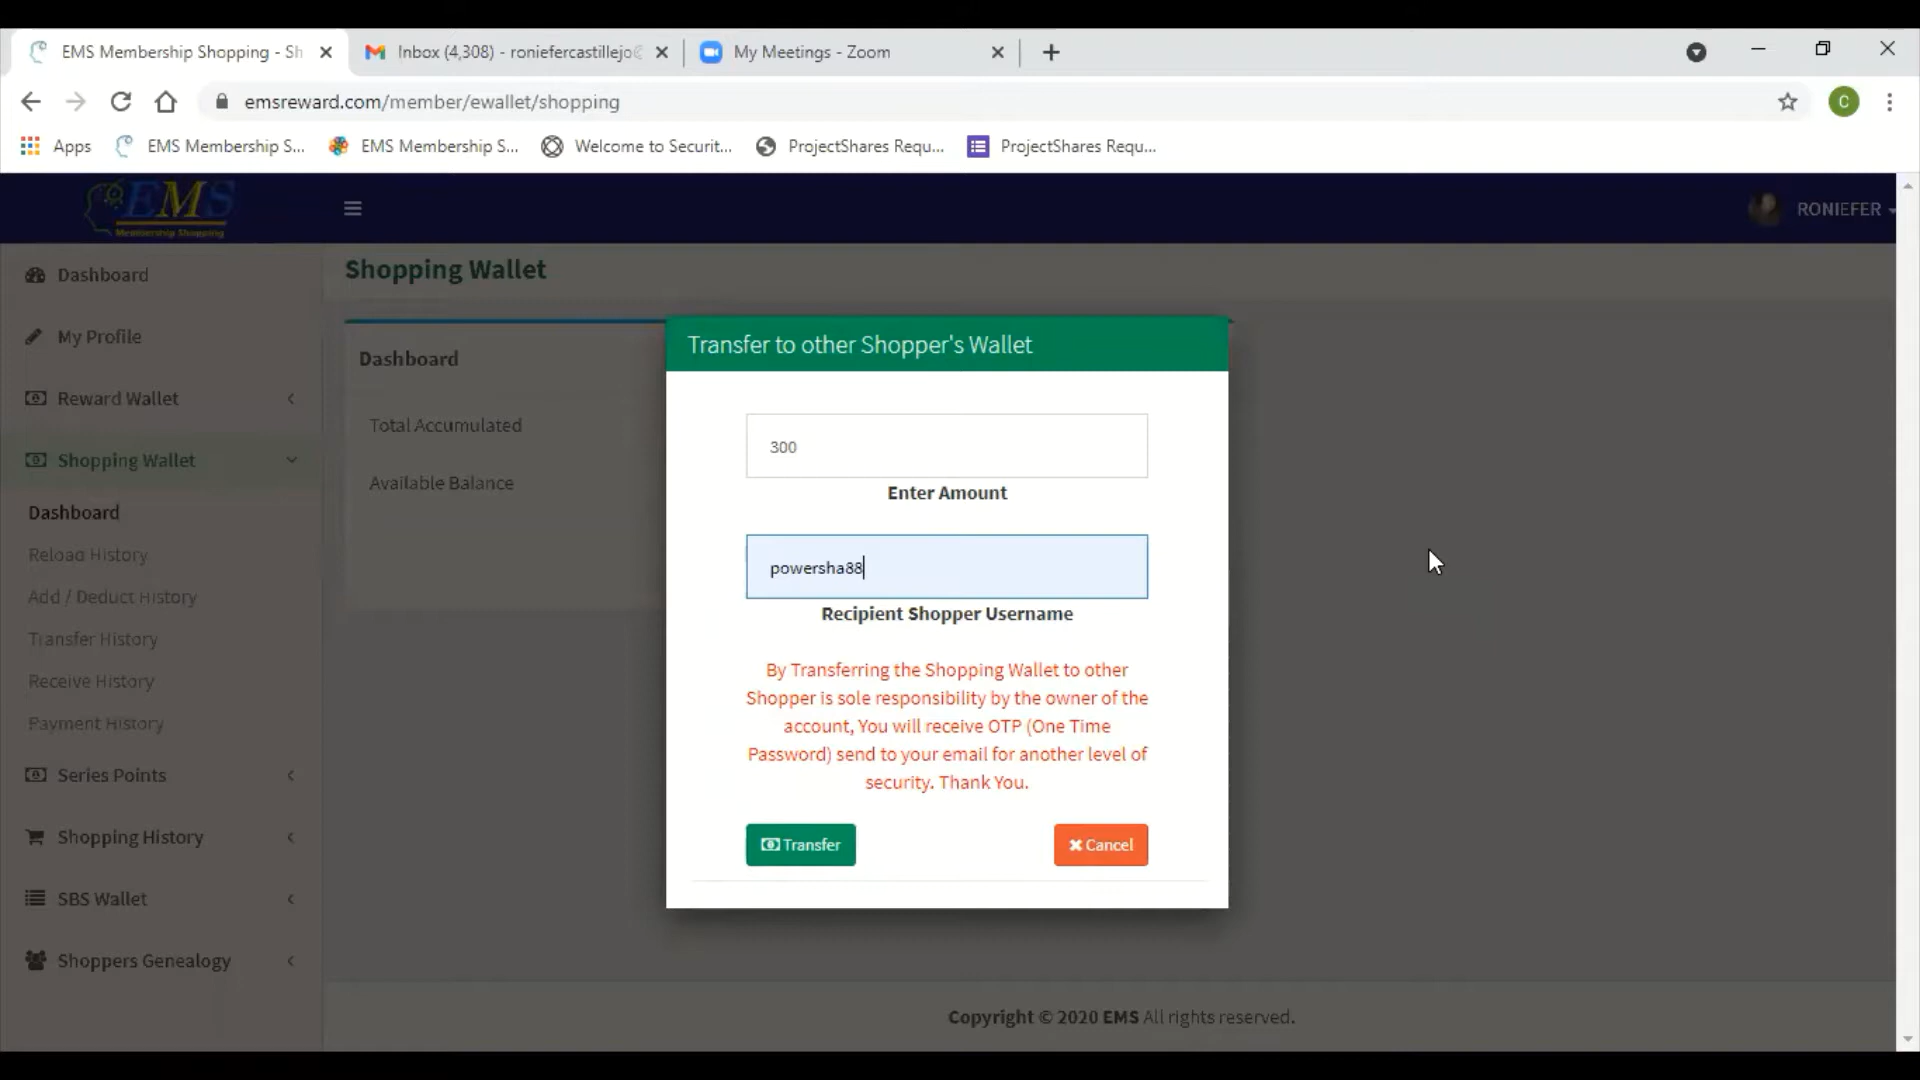 EMS Membership Shopping - Sh
Inbox (4,308) - roniefercastillejo@
My Meetings - Zoom
emsreward.com/member/ewallet/shopping
C
Apps
EMS Membership S...
EMS Membership S...
Welcome to Securit...
ProjectShares Requ...
ProjectShares Requ...
EMS
Membership Shopping
RONIEFER
Dashboard
My Profile
Reward Wallet
Shopping Wallet
Dashboard
Reload History
Add / Deduct History
Transfer History
Receive History
Payment History
Series Points
Shopping History
SBS Wallet
Shoppers Genealogy
Shopping Wallet
Dashboard
Total Accumulated
Available Balance
Transfer to other Shopper's Wallet
300
Enter Amount
powersha88
Recipient Shopper Username
By Transferring the Shopping Wallet to other
Shopper is sole responsibility by the owner of the
account, You will receive OTP (One Time
Password) send to your email for another level of
security. Thank You.
Transfer
Cancel
Copyright © 2020 EMS All rights reserved.